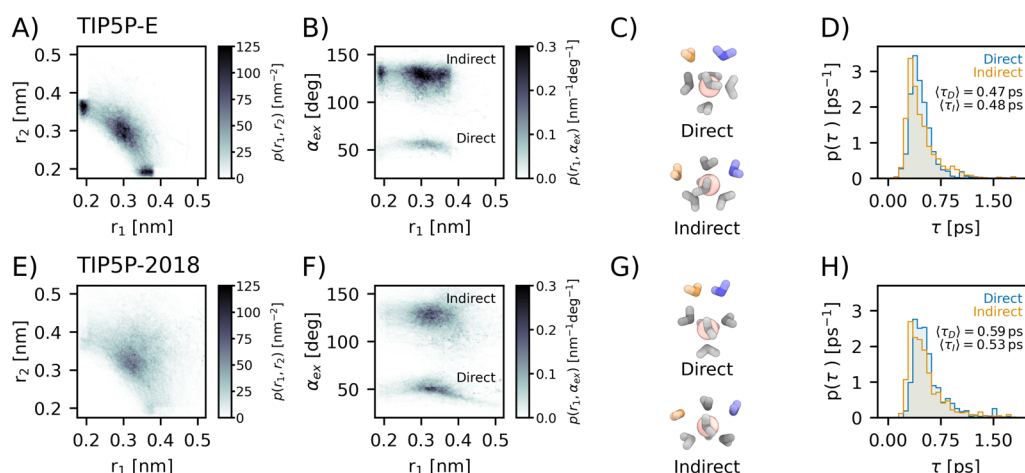 A) TIP5P-E
0.5
0.4
0.3
0.2
r2 [nm]
0.2 0.3 0.4 0.5
r1 [nm]
125
100
75
50
25
0
p(r1, r2) [nm−2]
B)
150
100
50
αex [deg]
Indirect
Direct
0.2 0.3 0.4 0.5
r1 [nm]
0.3
0.2
0.1
0.0
p(r1, αex) [nm−1deg−1]
C)
Direct
Indirect
D)
3
2
1
0
p(τ ) [ps−1]
Direct
Indirect
⟨τD⟩ = 0.47 ps
⟨τI⟩ = 0.48 ps
0.00 0.75 1.50
τ [ps]
E) TIP5P-2018
0.5
0.4
0.3
0.2
r2 [nm]
0.2 0.3 0.4 0.5
r1 [nm]
125
100
75
50
25
0
p(r1, r2) [nm−2]
F)
150
100
50
αex [deg]
Indirect
Direct
0.2 0.3 0.4 0.5
r1 [nm]
0.3
0.2
0.1
0.0
p(r1, αex) [nm−1deg−1]
G)
Direct
Indirect
H)
3
2
1
0
p(τ ) [ps−1]
Direct
Indirect
⟨τD⟩ = 0.59 ps
⟨τI⟩ = 0.53 ps
0.00 0.75 1.50
τ [ps]